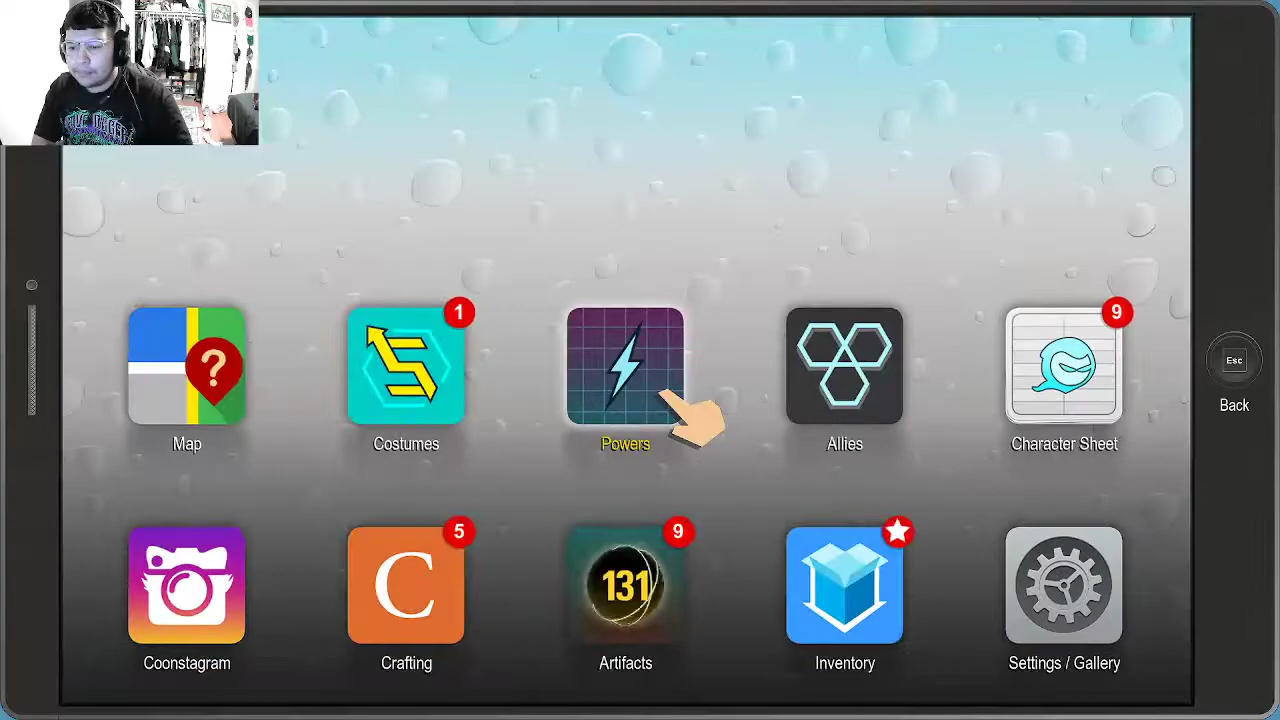 1
9
?
Map
Costumes
Powers
Allies
Character Sheet
Esc
Back
5
9
C
131
Coonstagram
Crafting
Artifacts
Inventory
Settings / Gallery